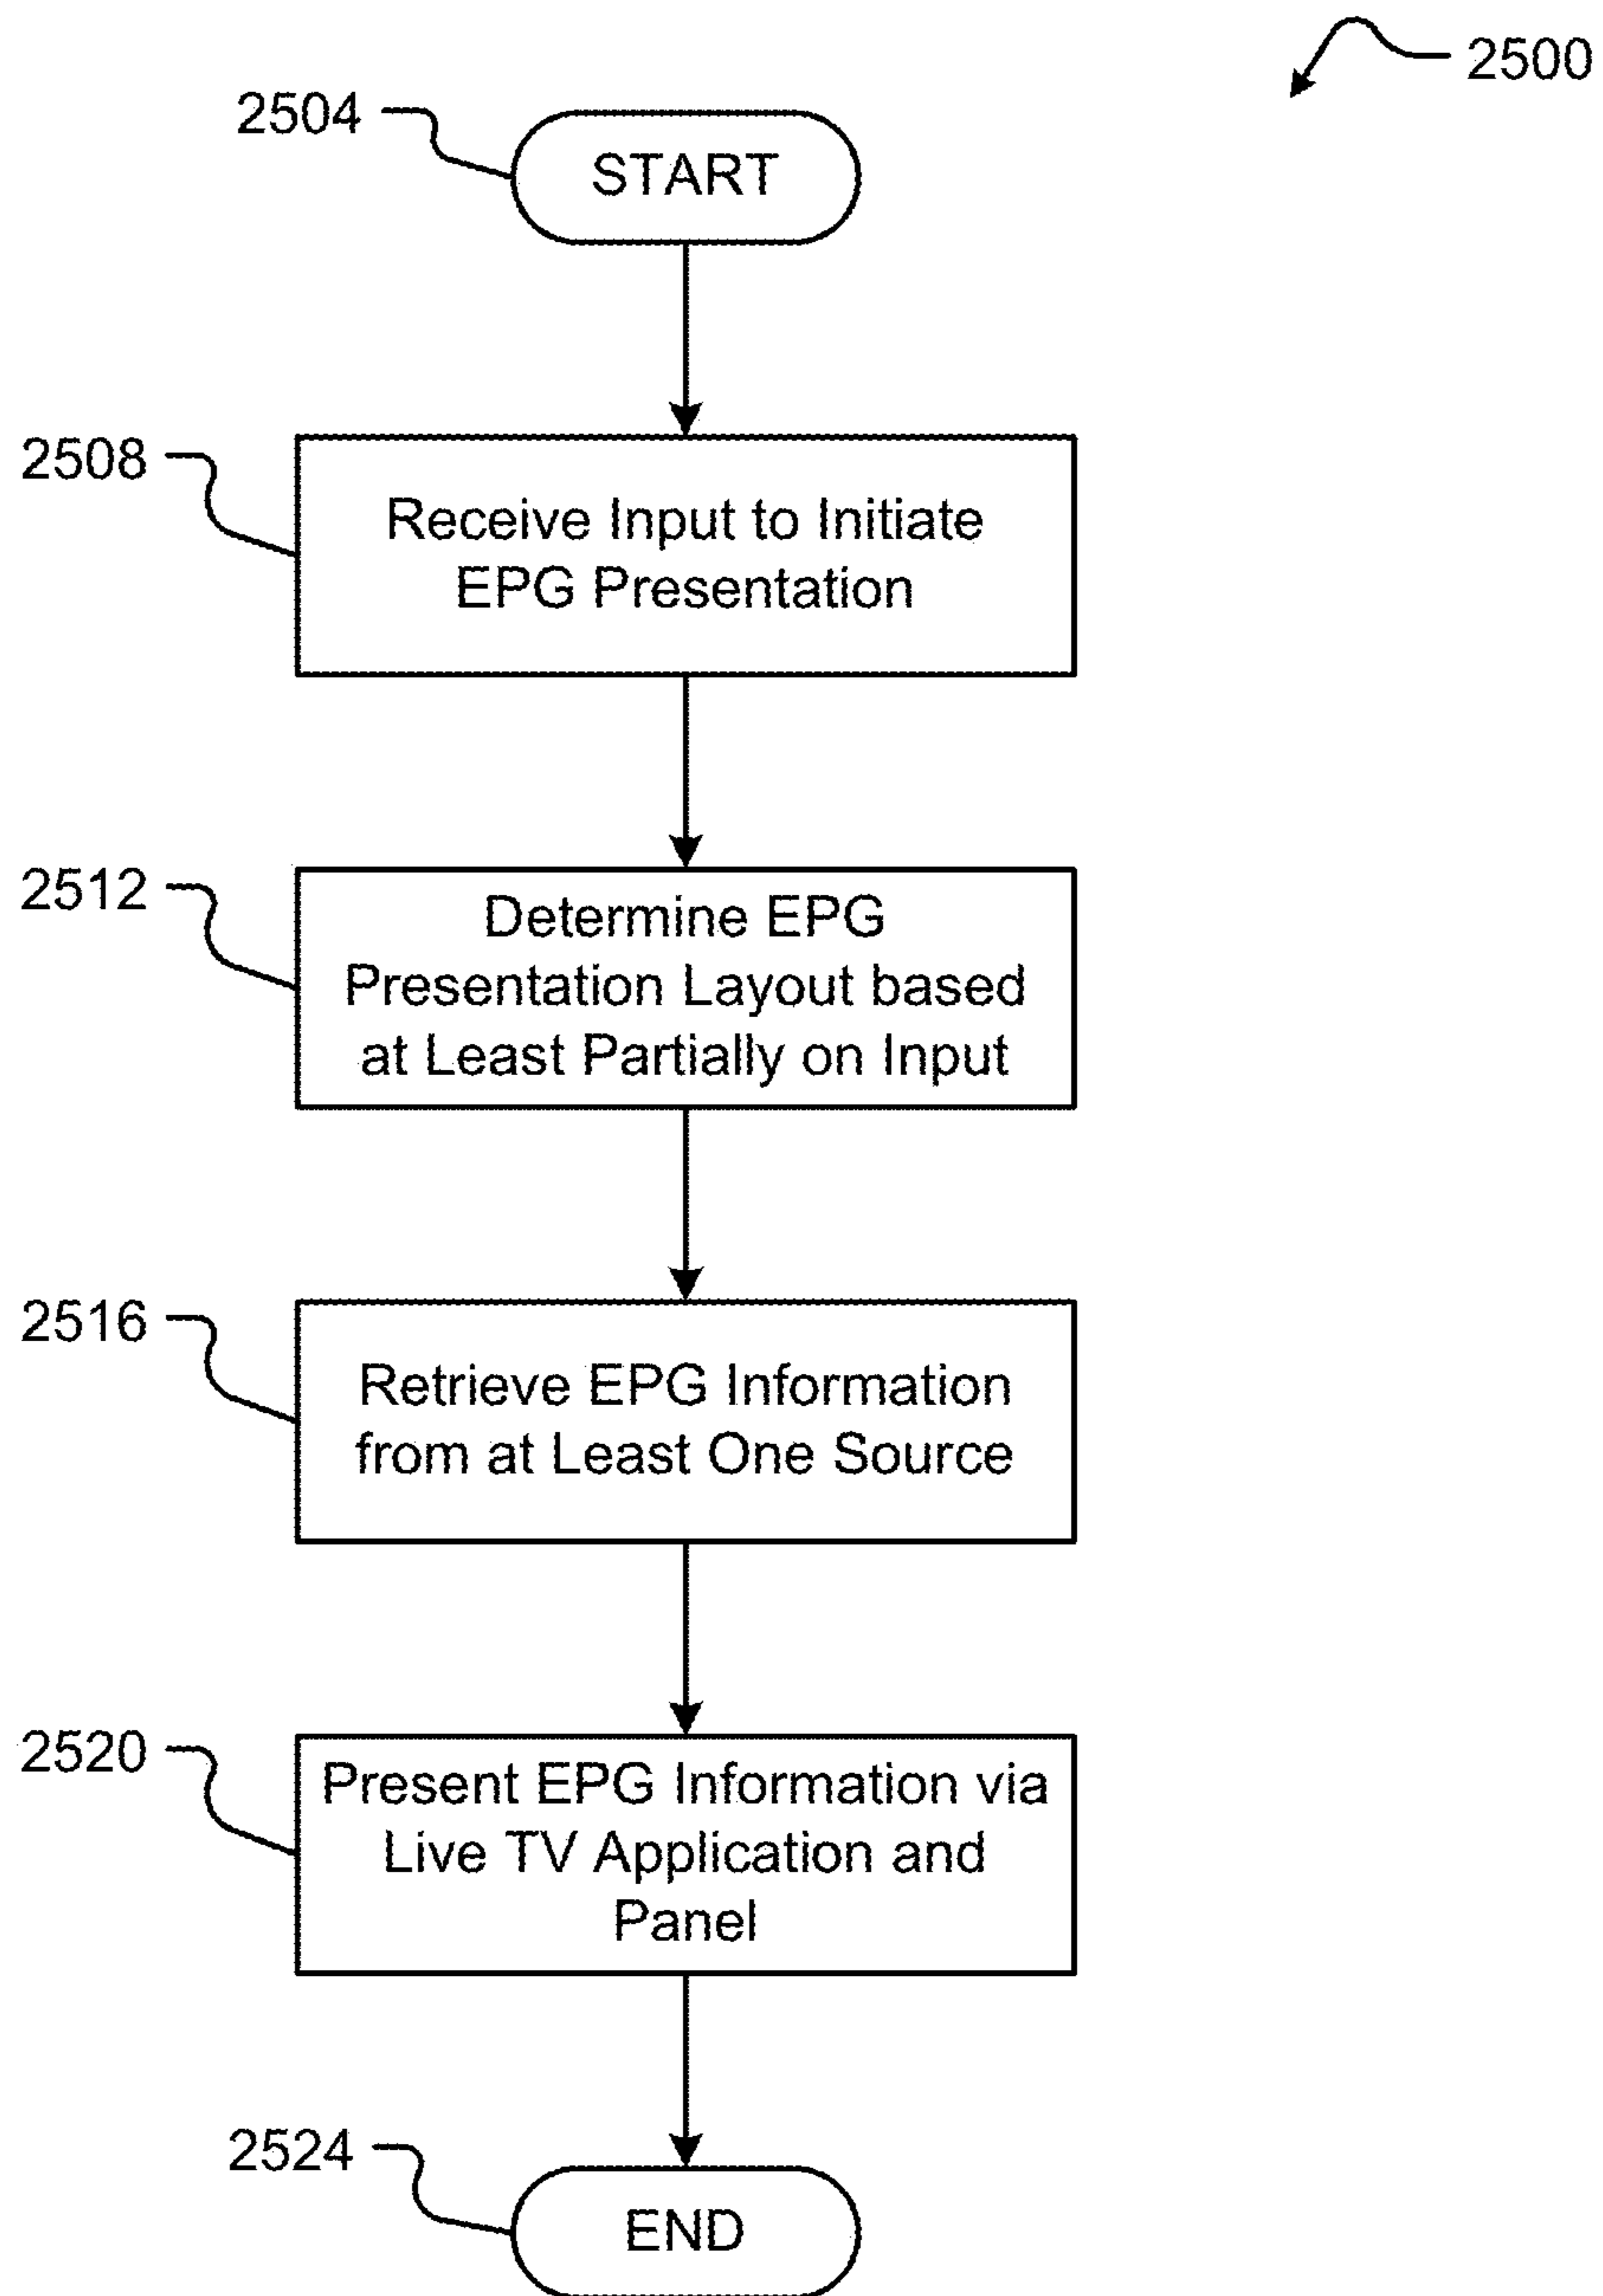 2500
2504
START
2508
Receive Input to Initiate
EPG Presentation
2512
Determine EPG
Presentation Layout based
at Least Partially on Input
2516
Retrieve EPG Information
from at Least One Source
2520
Present EPG Information via
Live TV Application and
Panel
2524
END